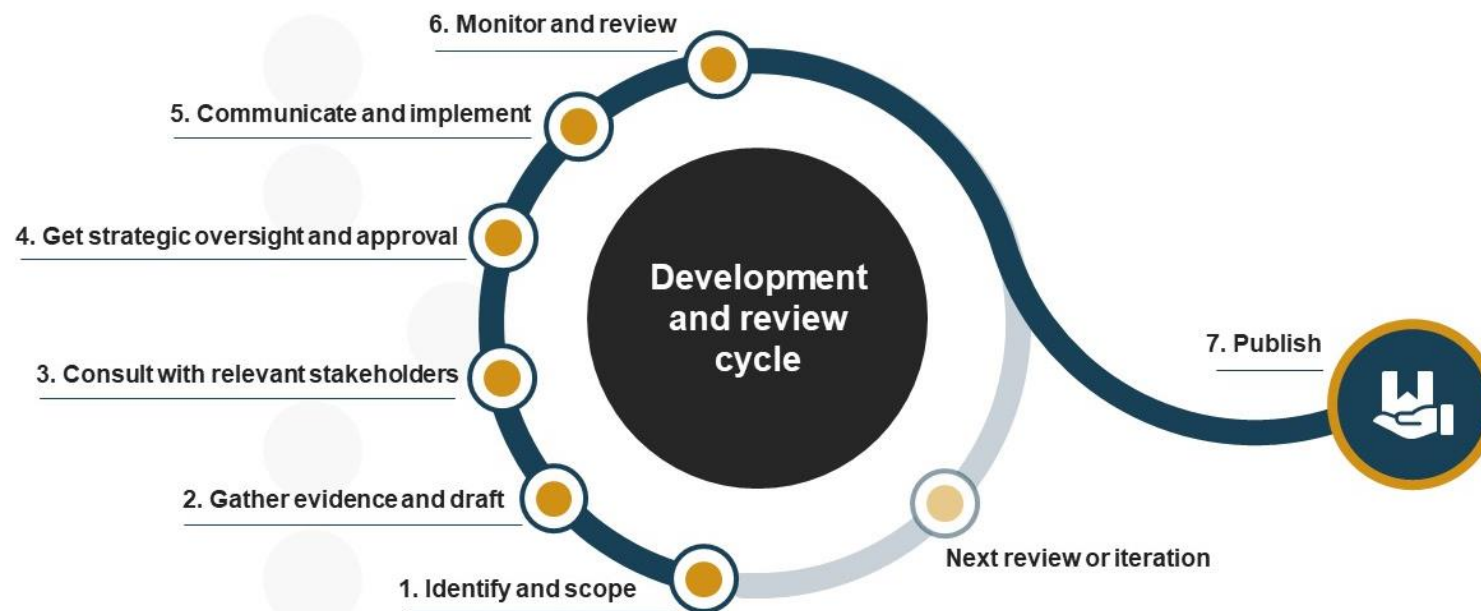 6. Monitor and review
5. Communicate and implement
4. Get strategic oversight and approval
3. Consult with relevant stakeholders
2. Gather evidence and draft
1. Identify and scope
Development
and review
cycle
7. Publish
Next review or iteration